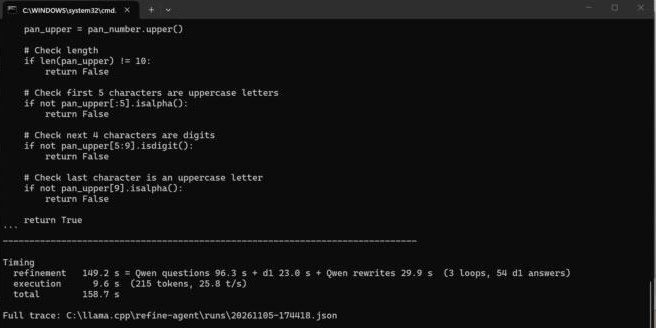 C:\WINDOWS\system32\cmd.
    pan_upper = pan_number.upper()
    # Check length
    if len(pan_upper) != 10:
        return False
    # Check first 5 characters are uppercase letters
    if not pan_upper[:5].isalpha():
        return False
    # Check next 4 characters are digits
    if not pan_upper[5:9].isdigit():
        return False
    # Check last character is an uppercase letter
    if not pan_upper[9].isalpha():
        return False
    return True
```
------------------------------------------------------------------------------
Timing
  refinement   149.2 s = Qwen questions 96.3 s + d1 23.0 s + Qwen rewrites 29.9 s  (3 loops, 54 d1 answers)
  execution      9.6 s  (215 tokens, 25.8 t/s)
  total        158.7 s
Full trace: C:\llama.cpp\refine-agent\runs\20261105-174418.json